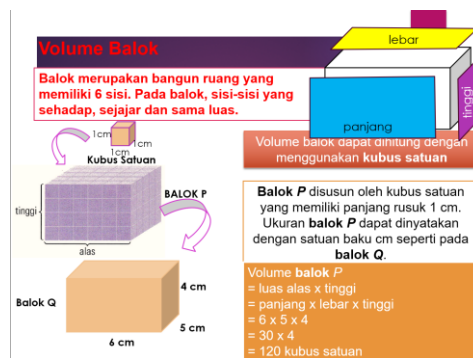 Volume Balok
lebar
tinggi
panjang
Balok merupakan bangun ruang yang
memiliki 6 sisi. Pada balok, sisi-sisi yang
sehadap, sejajar dan sama luas.
Volume balok dapat dihitung dengan
menggunakan kubus satuan
1cm
1cm
1cm
Kubus Satuan
BALOK P
tinggi
alas
Balok P disusun oleh kubus satuan
yang memiliki panjang rusuk 1 cm.
Ukuran balok P dapat dinyatakan
dengan satuan baku cm seperti pada
balok Q.
Balok Q
4 cm
5 cm
6 cm
Volume balok P
= luas alas x tinggi
= panjang x lebar x tinggi
= 6 x 5 x 4
= 30 x 4
= 120 kubus satuan